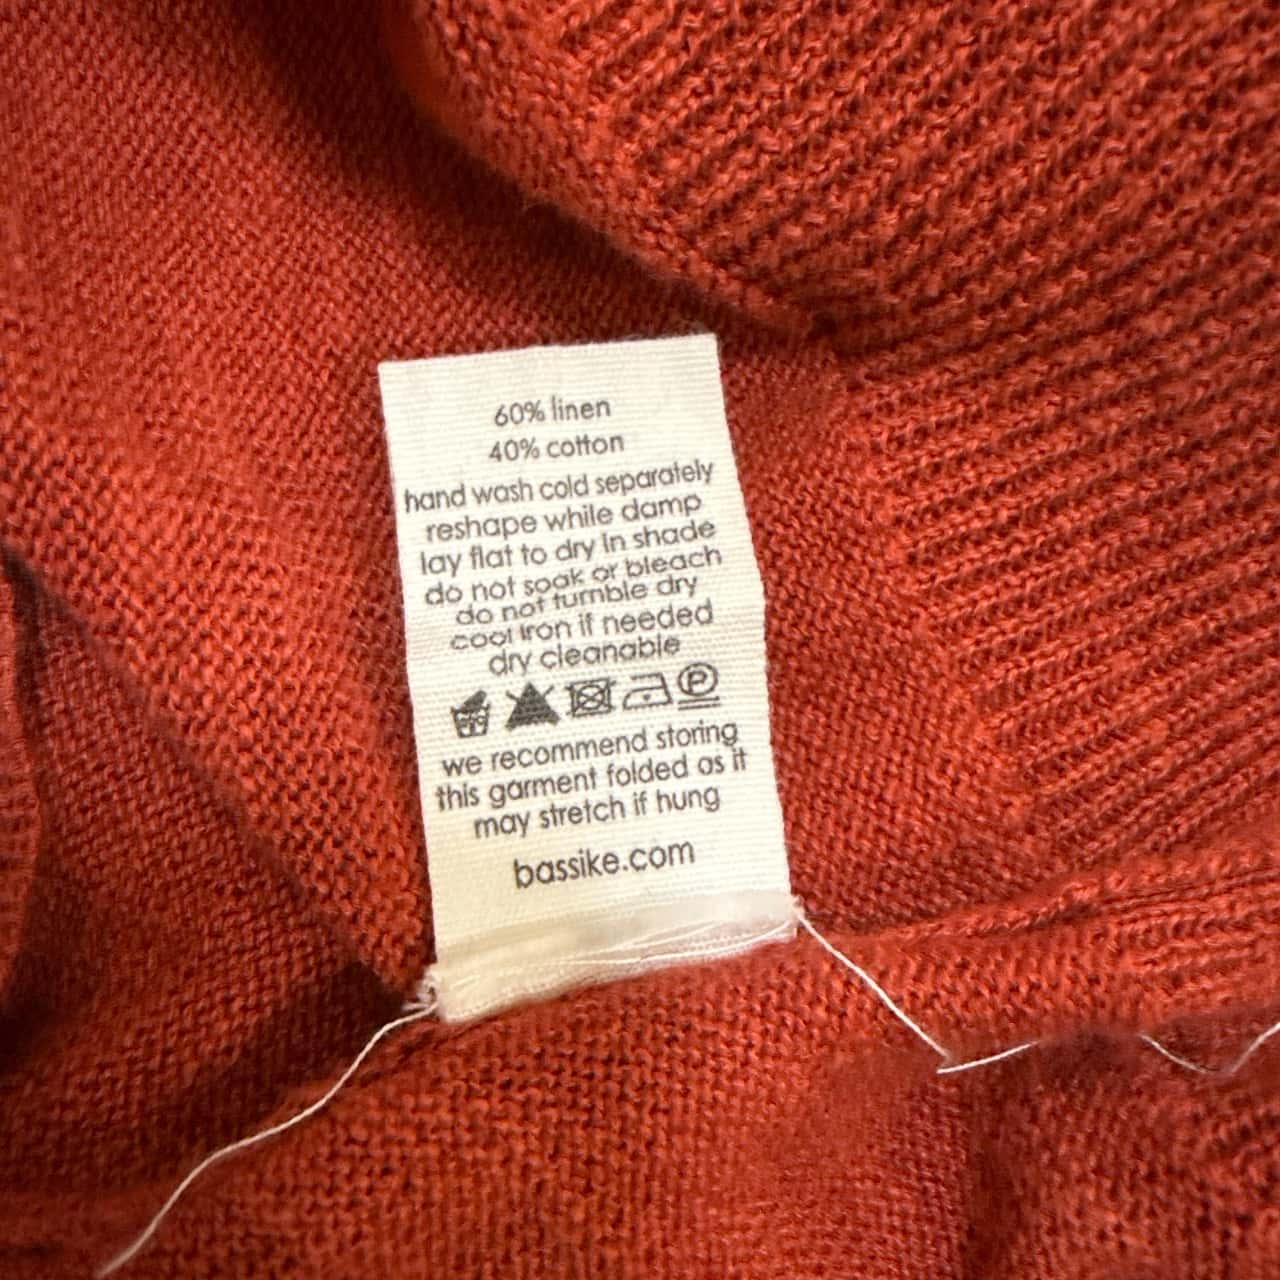 60% linen
40% cotton
hand wash cold separately
reshape while damp
lay flat to dry in shade
do not soak or bleach
do not tumble dry
cool iron if needed
dry cleanable
P
we recommend storing
this garment folded as it
may stretch if hung
bassike.com